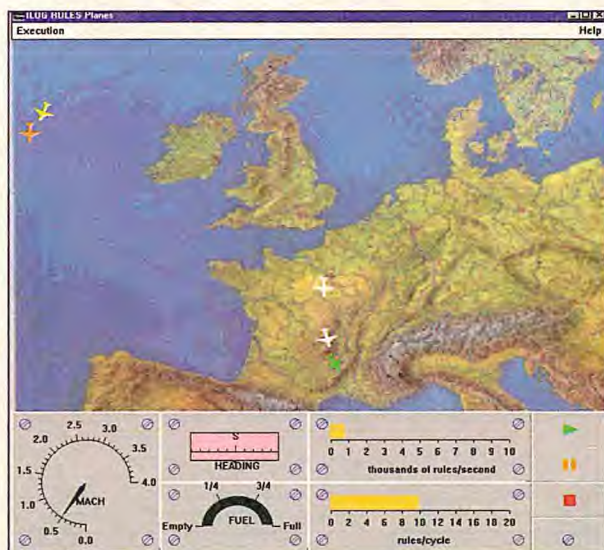 ILOG RULES Planes
Execution Help
2.0 2.5 3.0 3.5 4.0
1.5
1.0
0.5
0.0
MACH
S
HEADING
1/4 3/4
Empty FUEL Full
0 1 2 3 4 5 6 7 8 9 10
thousands of rules/second
0 2 4 6 8 10 12 14 16 18 20
rules/cycle